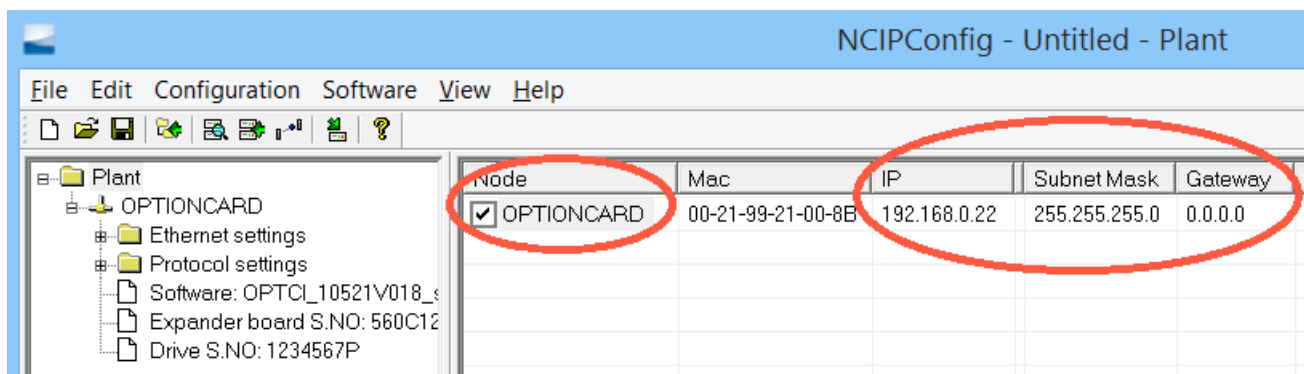 NCIPConfig - Untitled - Plant
File Edit Configuration Software View Help
Plant
OPTIONCARD
Ethernet settings
Protocol settings
Software: OPTCI_10521V018_s
Expander board S.NO: 560C12
Drive S.NO: 1234567P
Node Mac IP Subnet Mask Gateway
OPTIONCARD 00-21-99-21-00-8B 192.168.0.22 255.255.255.0 0.0.0.0